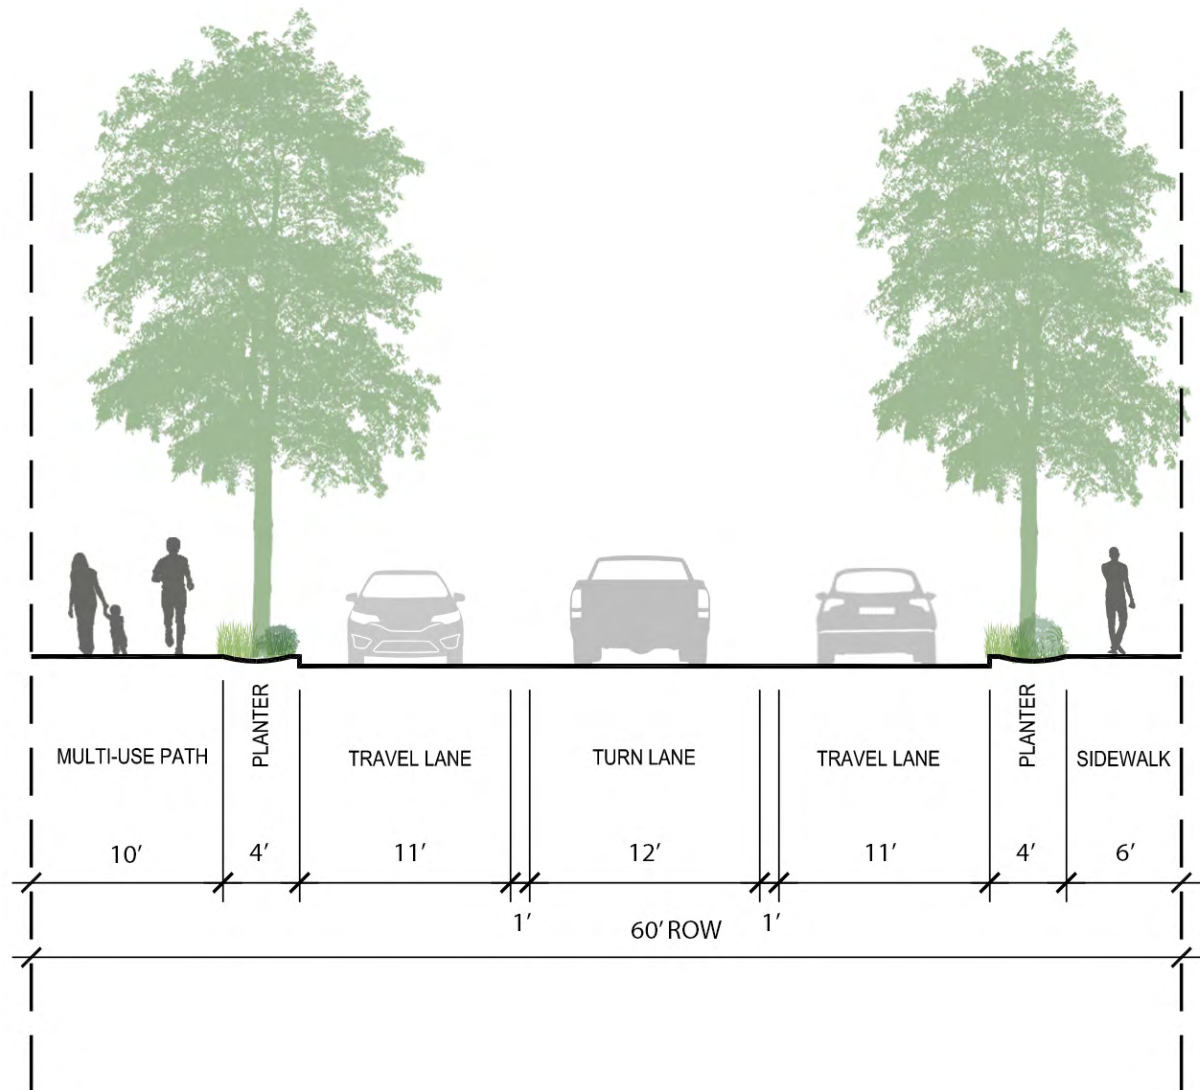 MULTI-USE PATH
PLANTER
TRAVEL LANE
TURN LANE
TRAVEL LANE
PLANTER
SIDEWALK
10'
4'
11'
12'
11'
4'
6'
1'
60' ROW
1'